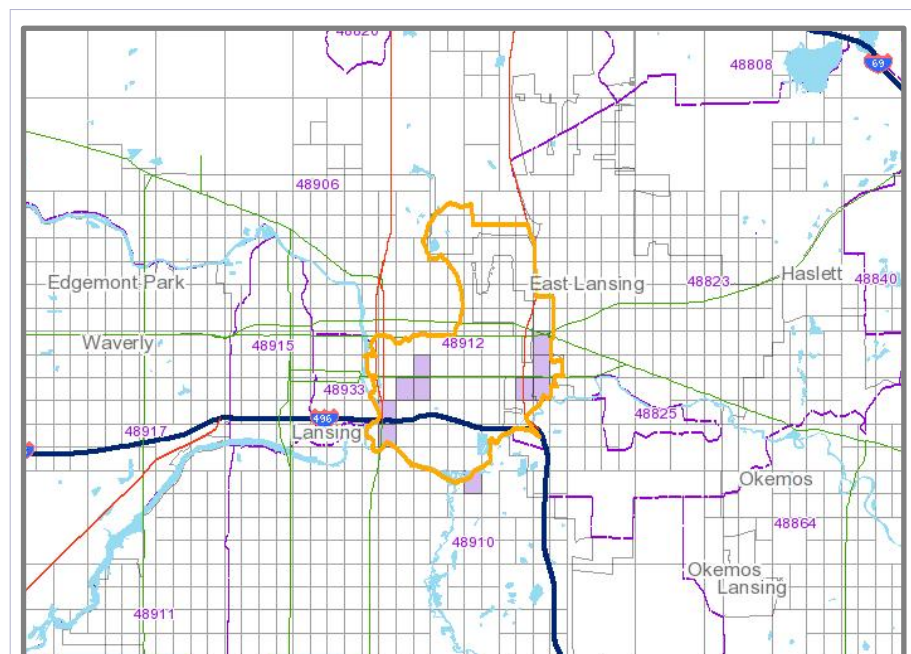 48820
48808
69
48906
Edgemont Park
East Lansing
48823
Haslett
48840
Waverly
48915
48912
48933
48825
496
48917
Lansing
Okemos
48864
48910
Okemos
Lansing
48911